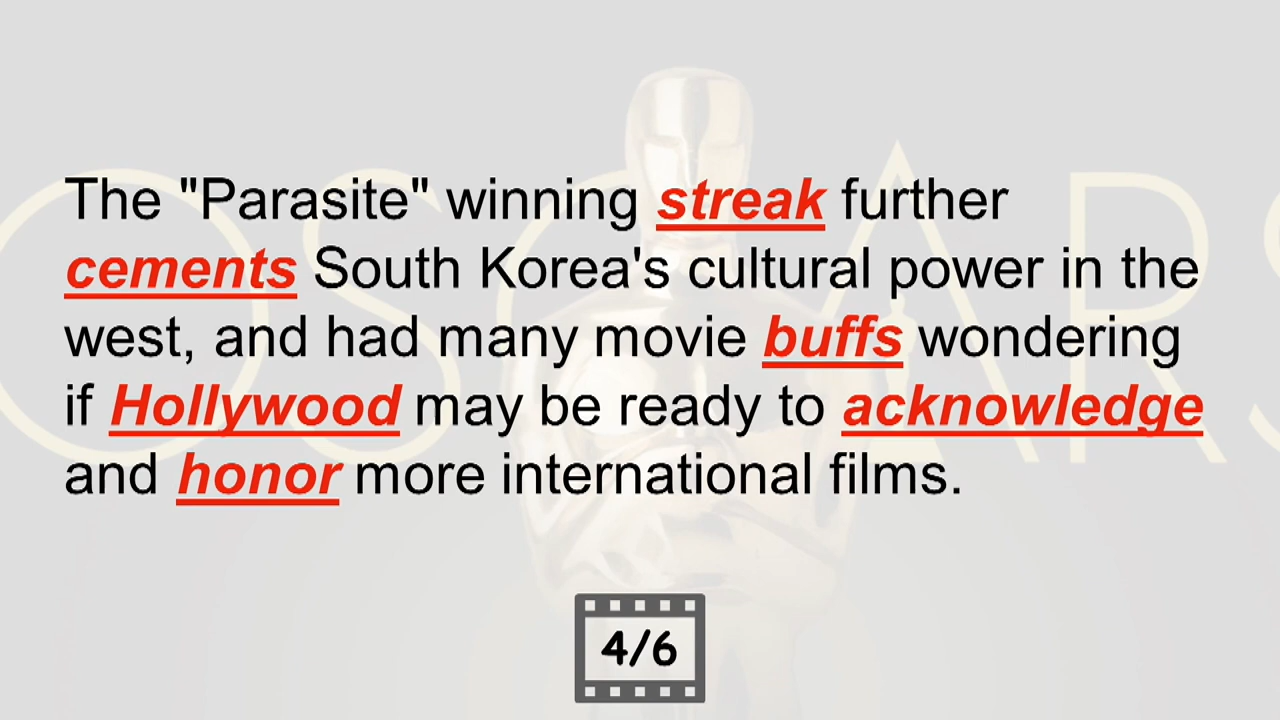 The "Parasite" winning streak further
cements South Korea's cultural power in the
west, and had many movie buffs wondering
if Hollywood may be ready to acknowledge
and honor more international films.
OSCARS
4/6